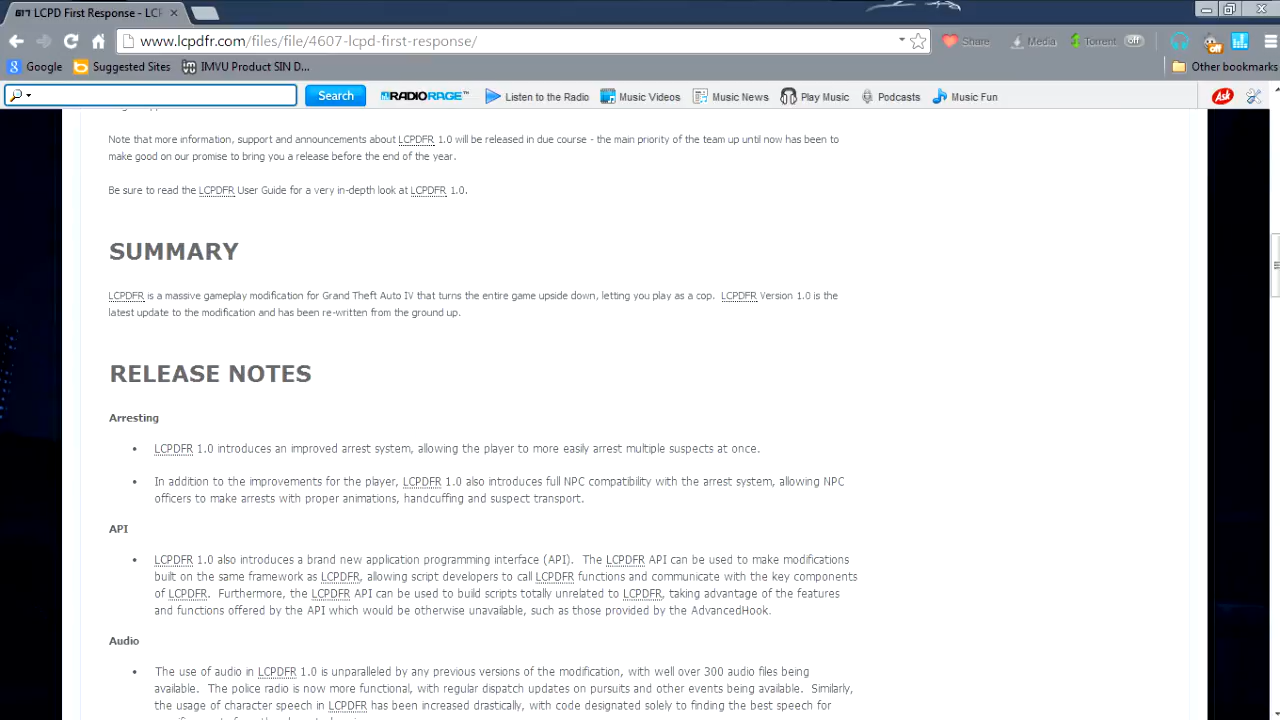 LCPD First Response - LCP
www.lcpdfr.com/files/file/4607-lcpd-first-response/
Share
Media
Torrent
off
off
Google
Suggested Sites
IMVU Product SIN D...
Other bookmarks
Search
RADIORAGE™
Listen to the Radio
Music Videos
Music News
Play Music
Podcasts
Music Fun
Ask
Note that more information, support and announcements about LCPDFR 1.0 will be released in due course - the main priority of the team up until now has been to
make good on our promise to bring you a release before the end of the year.
Be sure to read the LCPDFR User Guide for a very in-depth look at LCPDFR 1.0.
SUMMARY
LCPDFR is a massive gameplay modification for Grand Theft Auto IV that turns the entire game upside down, letting you play as a cop. LCPDFR Version 1.0 is the
latest update to the modification and has been re-written from the ground up.
RELEASE NOTES
Arresting
• LCPDFR 1.0 introduces an improved arrest system, allowing the player to more easily arrest multiple suspects at once.
• In addition to the improvements for the player, LCPDFR 1.0 also introduces full NPC compatibility with the arrest system, allowing NPC
officers to make arrests with proper animations, handcuffing and suspect transport.
API
• LCPDFR 1.0 also introduces a brand new application programming interface (API). The LCPDFR API can be used to make modifications
built on the same framework as LCPDFR, allowing script developers to call LCPDFR functions and communicate with the key components
of LCPDFR. Furthermore, the LCPDFR API can be used to build scripts totally unrelated to LCPDFR, taking advantage of the features
and functions offered by the API which would be otherwise unavailable, such as those provided by the AdvancedHook.
Audio
• The use of audio in LCPDFR 1.0 is unparalleled by any previous versions of the modification, with well over 300 audio files being
available. The police radio is now more functional, with regular dispatch updates on pursuits and other events being available. Similarly,
the usage of character speech in LCPDFR has been increased drastically, with code designated solely to finding the best speech for